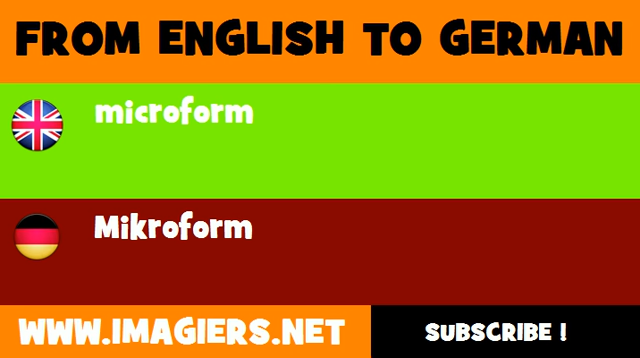 FROM ENGLISH TO GERMAN
microform
Mikroform
WWW.IMAGIERS.NET
SUBSCRIBE !